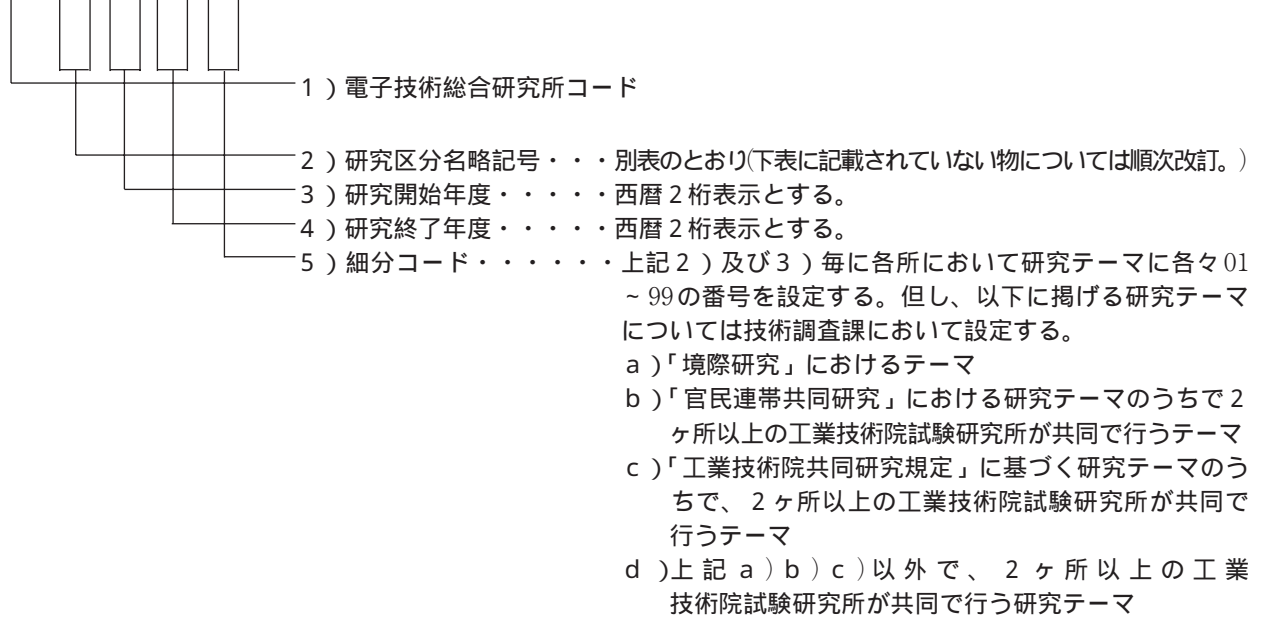 1）電子技術総合研究所コード
2）研究区分名略記号・・・別表のとおり(下表に記載されていない物については順次改訂。)
3）研究開始年度・・・・・西暦2桁表示とする。
4）研究終了年度・・・・・西暦2桁表示とする。
5）細分コード・・・・・・上記2）及び3）毎に各所において研究テーマに各々01
~99の番号を設定する。但し、以下に掲げる研究テーマ
については技術調査課において設定する。
a）「境際研究」におけるテーマ
b）「官民連帯共同研究」における研究テーマのうちで2
ヶ所以上の工業技術院試験研究所が共同で行うテーマ
c）「工業技術院共同研究規定」に基づく研究テーマのう
ちで、2ヶ所以上の工業技術院試験研究所が共同で
行うテーマ
d）上記a）b）c）以外で、2ヶ所以上の工業
技術院試験研究所が共同で行う研究テーマ